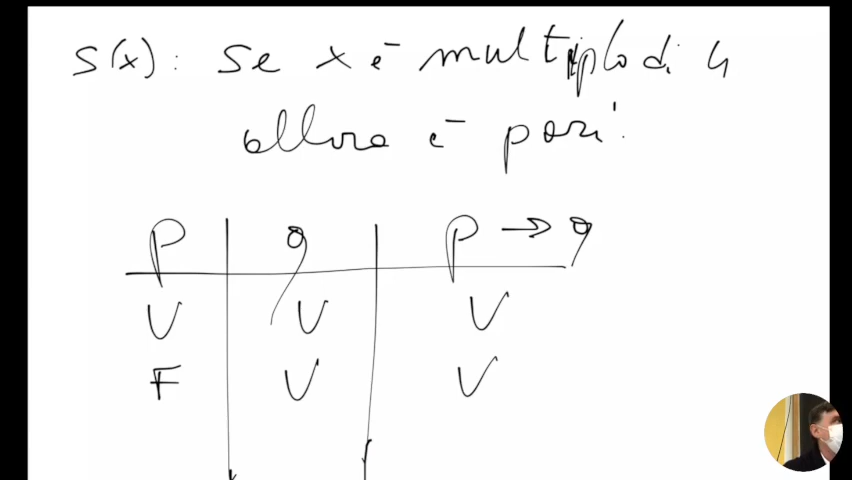 S(x): Se x è multiplo di 4
allora è pari.
p q p → q
V V V
F V V